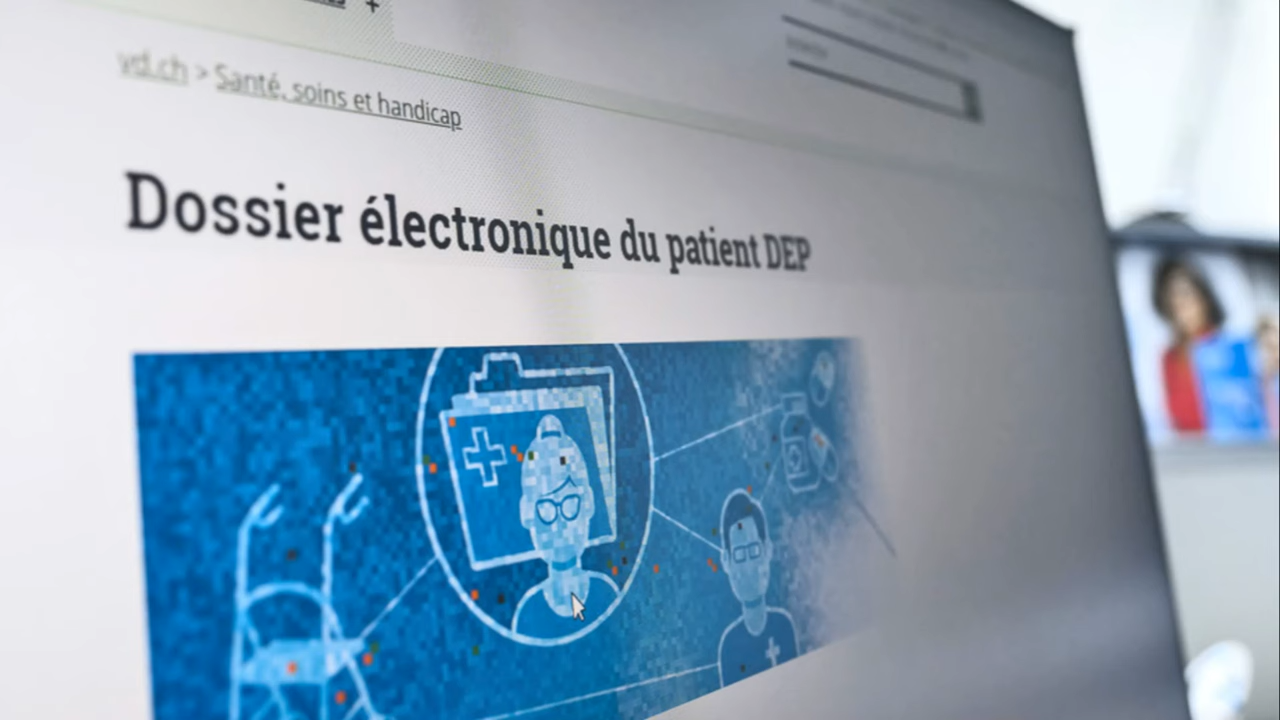 vd.ch > Santé, soins et handicap
Dossier électronique du patient DEP